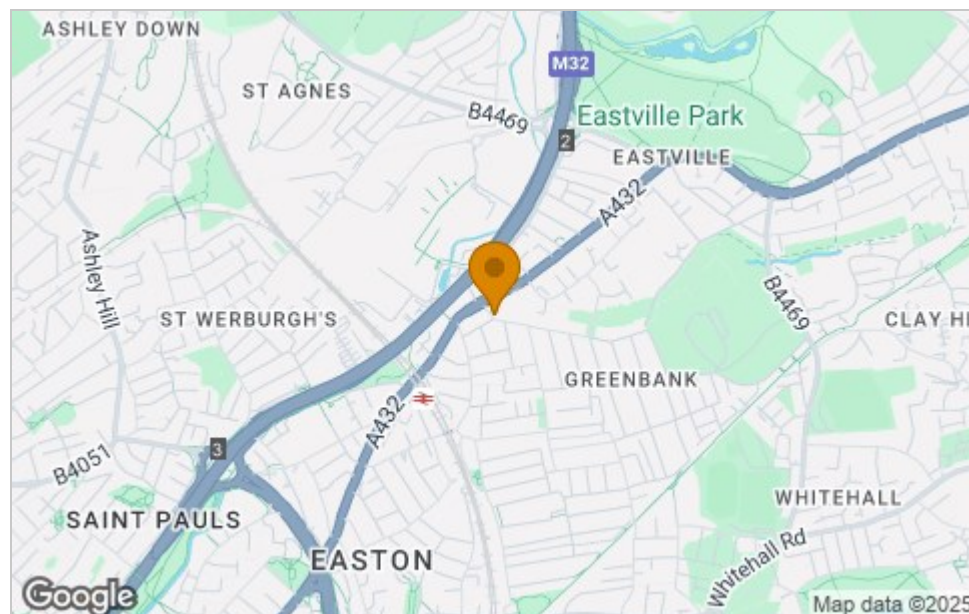 ASHLEY DOWN
M32
ST AGNES
B4469
Eastville Park
2
EASTVILLE
A432
Ashley Hill
ST WERBURGH'S
B4469
CLAY HI
GREENBANK
A432
3
B4051
WHITEHALL
SAINT PAULS
Whitehall Rd
EASTON
Google
Map data ©2025